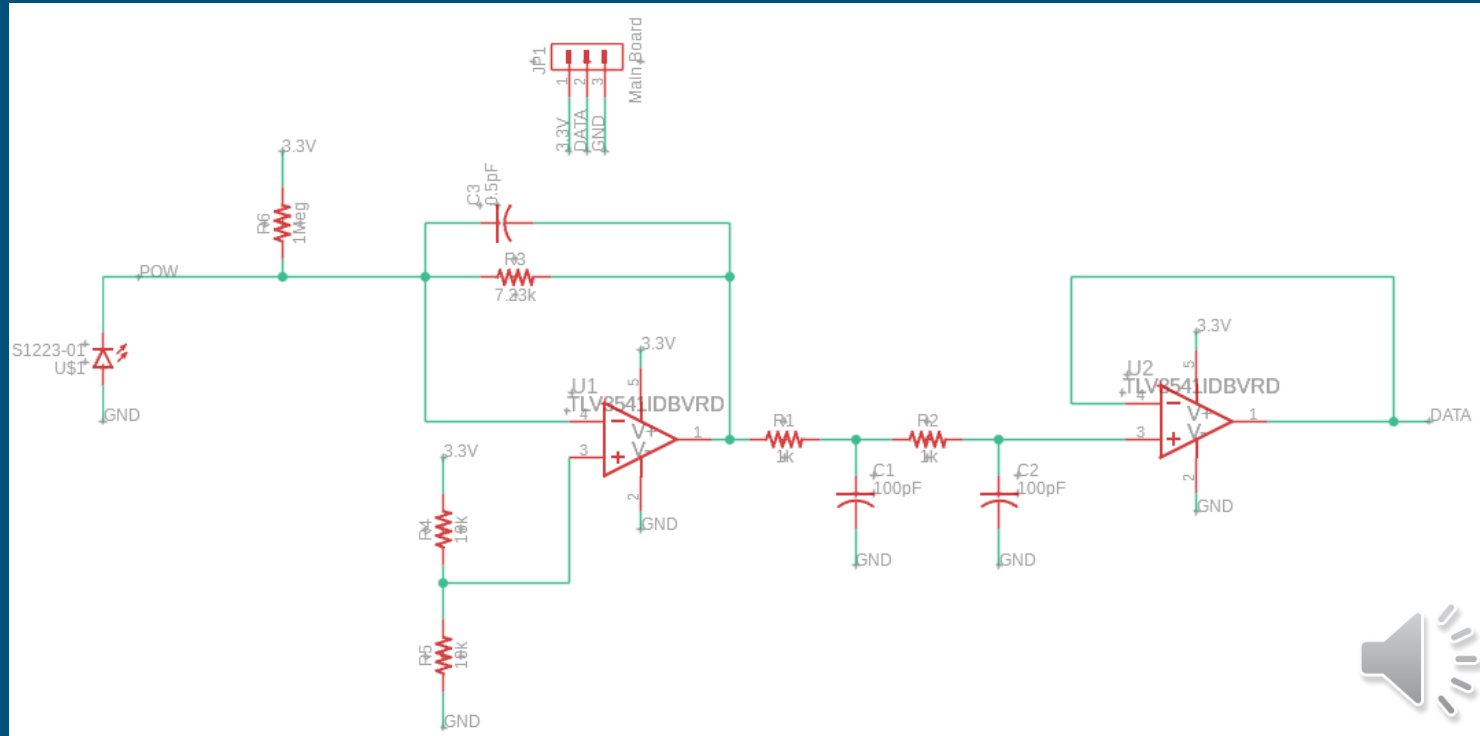 JP1
Main Board
1 2 3
3.3V
DATA
GND
3.3V
R6
1Meg
POW
S1223-01
U$1
GND
C3
0.5pF
R3
7.23k
3.3V
U1
TLV8541IDBVRD
5
4
V+
3
V-
1
2
GND
3.3V
R4
10k
R5
10k
GND
R1
1k
C1
100pF
GND
R2
1k
C2
100pF
GND
3.3V
U2
TLV8541IDBVRD
5
4
V+
3
V-
1
2
GND
DATA